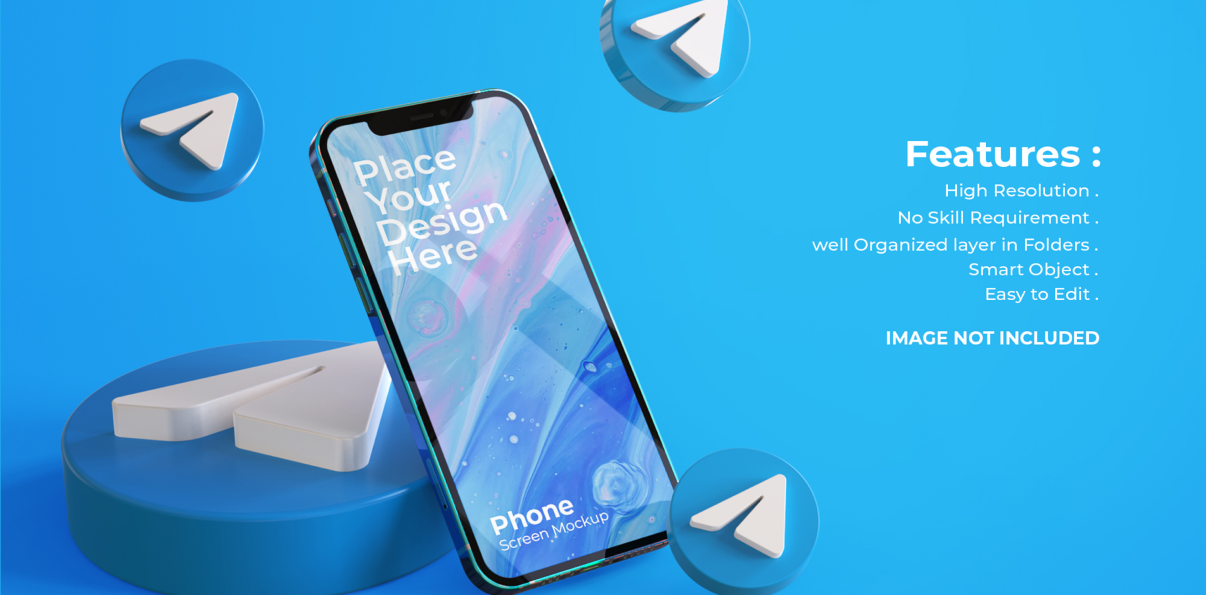 Place
Your
Design
Here
Phone
Screen Mockup
Features :
High Resolution .
No Skill Requirement .
well Organized layer in Folders .
Smart Object .
Easy to Edit .
IMAGE NOT INCLUDED